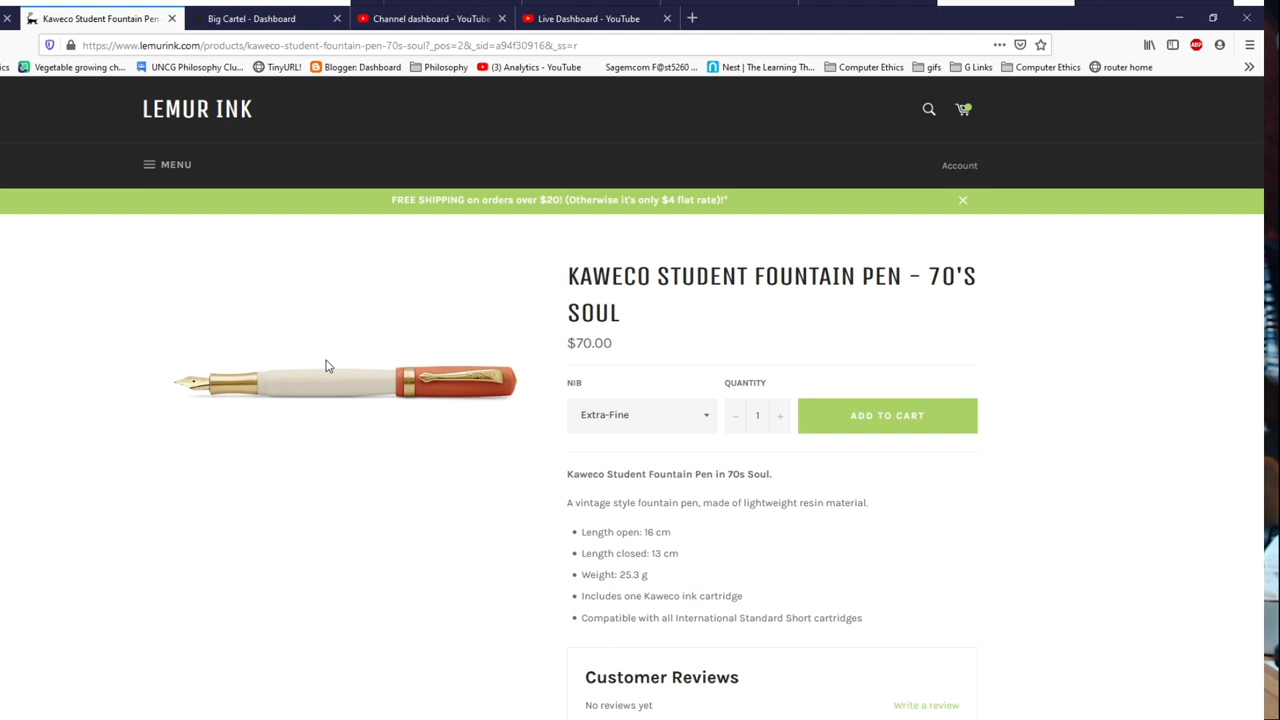 Kaweco Student Fountain Pen -
Big Cartel - Dashboard
Channel dashboard - YouTube
Live Dashboard - YouTube
https://www.lemurink.com/products/kaweco-student-fountain-pen-70s-soul?_pos=2&_sid=a94f30916&_ss=r
ics
Vegetable growing ch...
UNCG Philosophy Clu...
TinyURL!
Blogger: Dashboard
Philosophy
(3) Analytics - YouTube
Sagemcom F@st5260 ...
Nest | The Learning Th...
Computer Ethics
gifs
G Links
Computer Ethics
router home
ABP
LEMUR INK
MENU
Account
FREE SHIPPING on orders over $20! (Otherwise it's only $4 flat rate)!*
KAWECO STUDENT FOUNTAIN PEN - 70'S
SOUL
$70.00
NIB
QUANTITY
Extra-Fine
− 1 +
ADD TO CART
Kaweco Student Fountain Pen in 70s Soul.
A vintage style fountain pen, made of lightweight resin material.
• Length open: 16 cm
• Length closed: 13 cm
• Weight: 25.3 g
• Includes one Kaweco ink cartridge
• Compatible with all International Standard Short cartridges
Customer Reviews
No reviews yet
Write a review